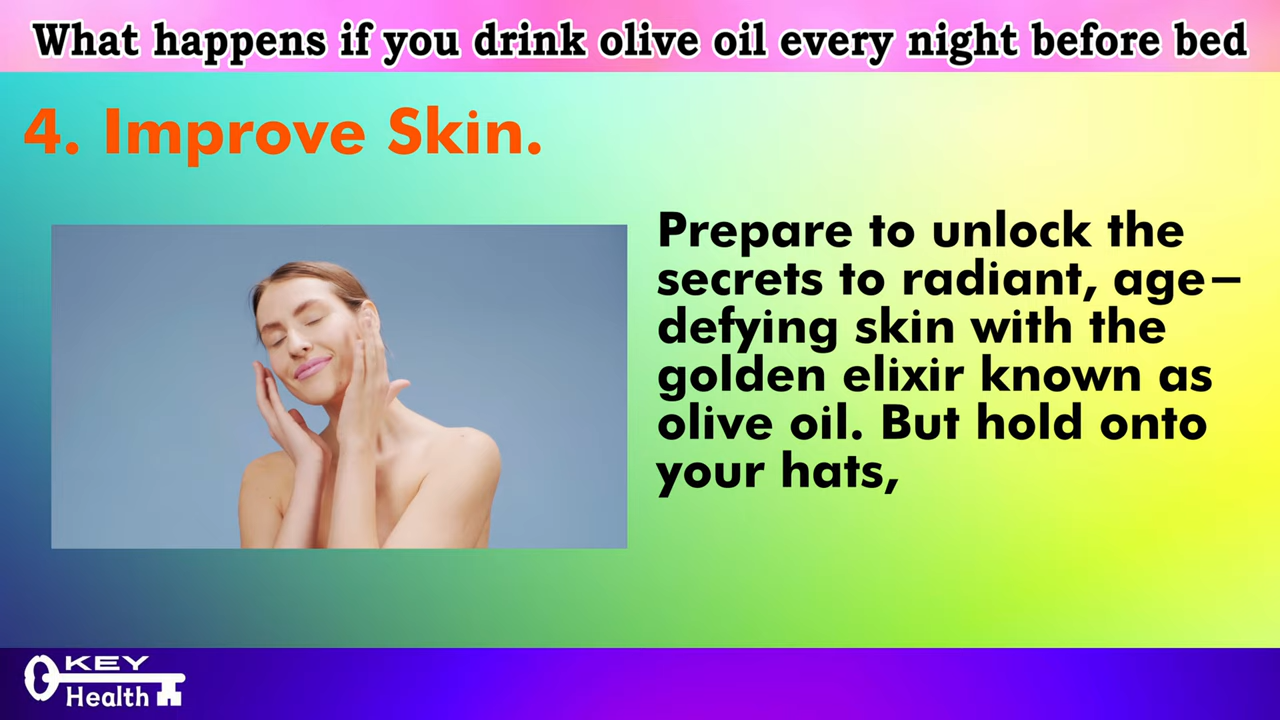 What happens if you drink olive oil every night before bed
4. Improve Skin.
Prepare to unlock the
secrets to radiant, age-
defying skin with the
golden elixir known as
olive oil. But hold onto
your hats,
KEY
Health